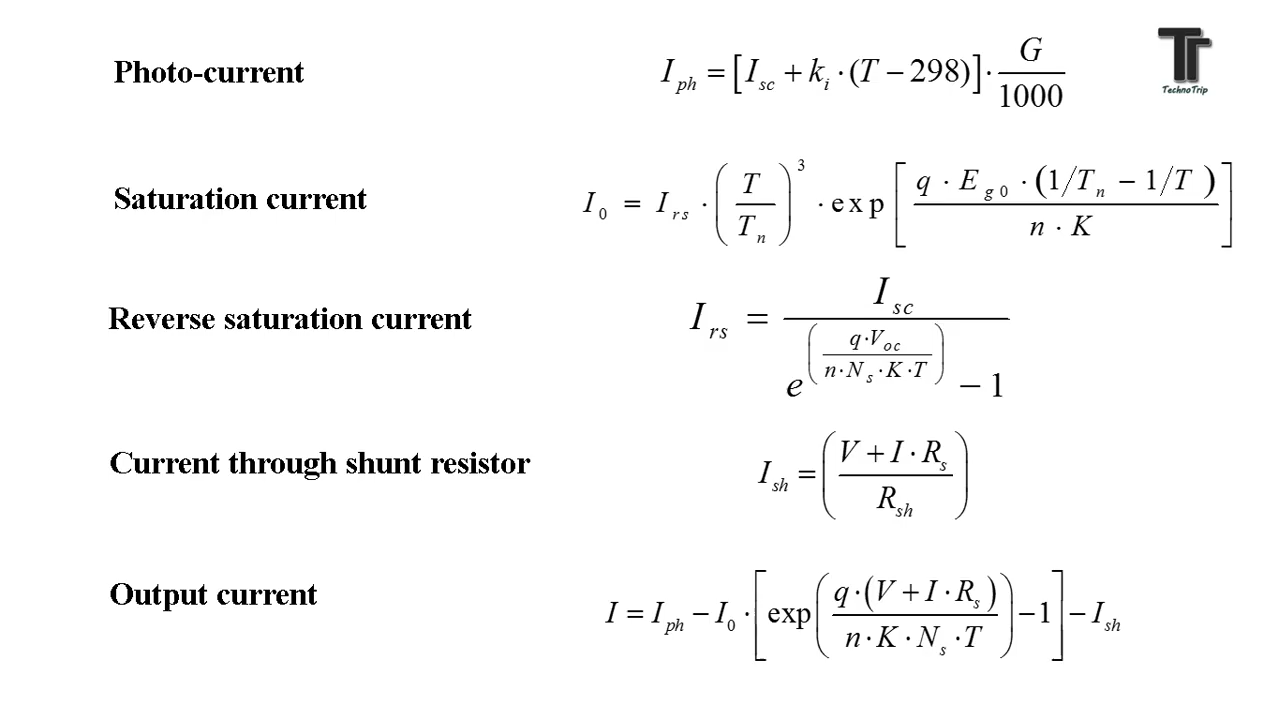 Photo-current I_ph = [I_sc + k_i · (T − 298)] · G/1000
Tr
TechnoTrip
Saturation current I_0 = I_rs · (T/T_n)^3 · exp[q · E_g0 · (1/T_n − 1/T)/(n · K)]
Reverse saturation current I_rs = I_sc/(e^(q·V_oc/(n·N_s·K·T)) − 1)
Current through shunt resistor I_sh = ((V + I · R_s)/R_sh)
Output current I = I_ph − I_0 · [exp(q·(V + I · R_s)/(n · K · N_s · T)) − 1] − I_sh